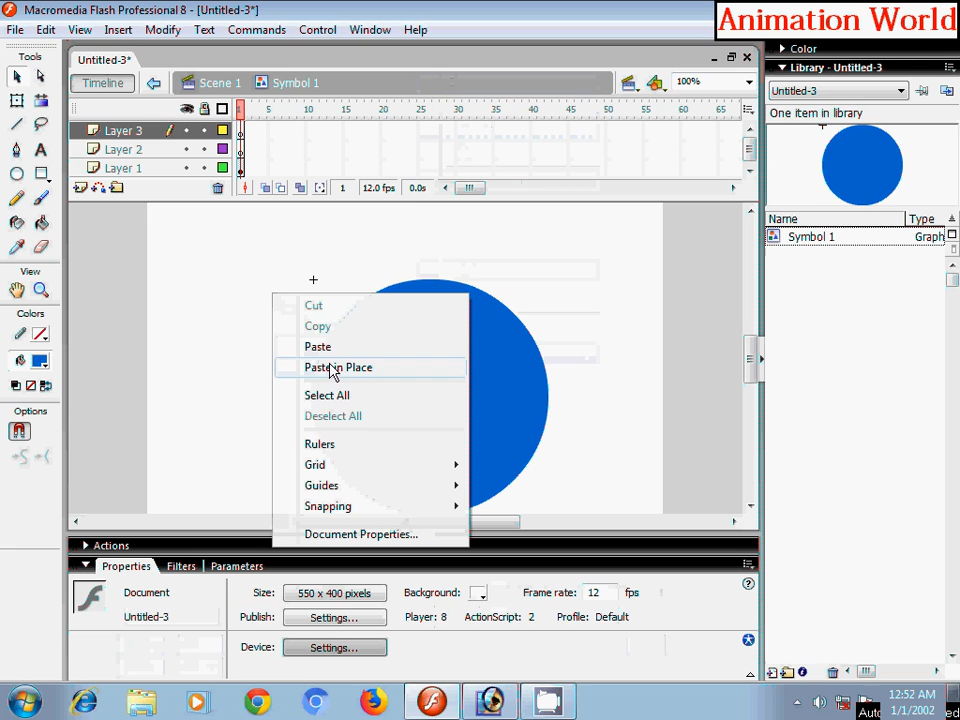 Macromedia Flash Professional 8 - [Untitled-3*]
Animation World
File Edit View Insert Modify Text Commands Control Window Help
Tools
Untitled-3*
Timeline
Scene 1
Symbol 1
100%
5 10 15 20 25 30 35 40 45 50 55 60 65
Layer 3
Layer 2
Layer 1
1
12.0 fps
0.0s
View
Colors
Options
Cut
Copy
Paste
Paste in Place
Select All
Deselect All
Rulers
Grid
Guides
Snapping
Document Properties...
Color
Library - Untitled-3
Untitled-3
One item in library
Name Type
Symbol 1 Graph
Actions
Properties Filters Parameters
Document
Untitled-3
Size: 550 x 400 pixels Background: Frame rate: 12 fps
Publish: Settings... Player: 8 ActionScript: 2 Profile: Default
Device: Settings...
12:52 AM
1/1/2002